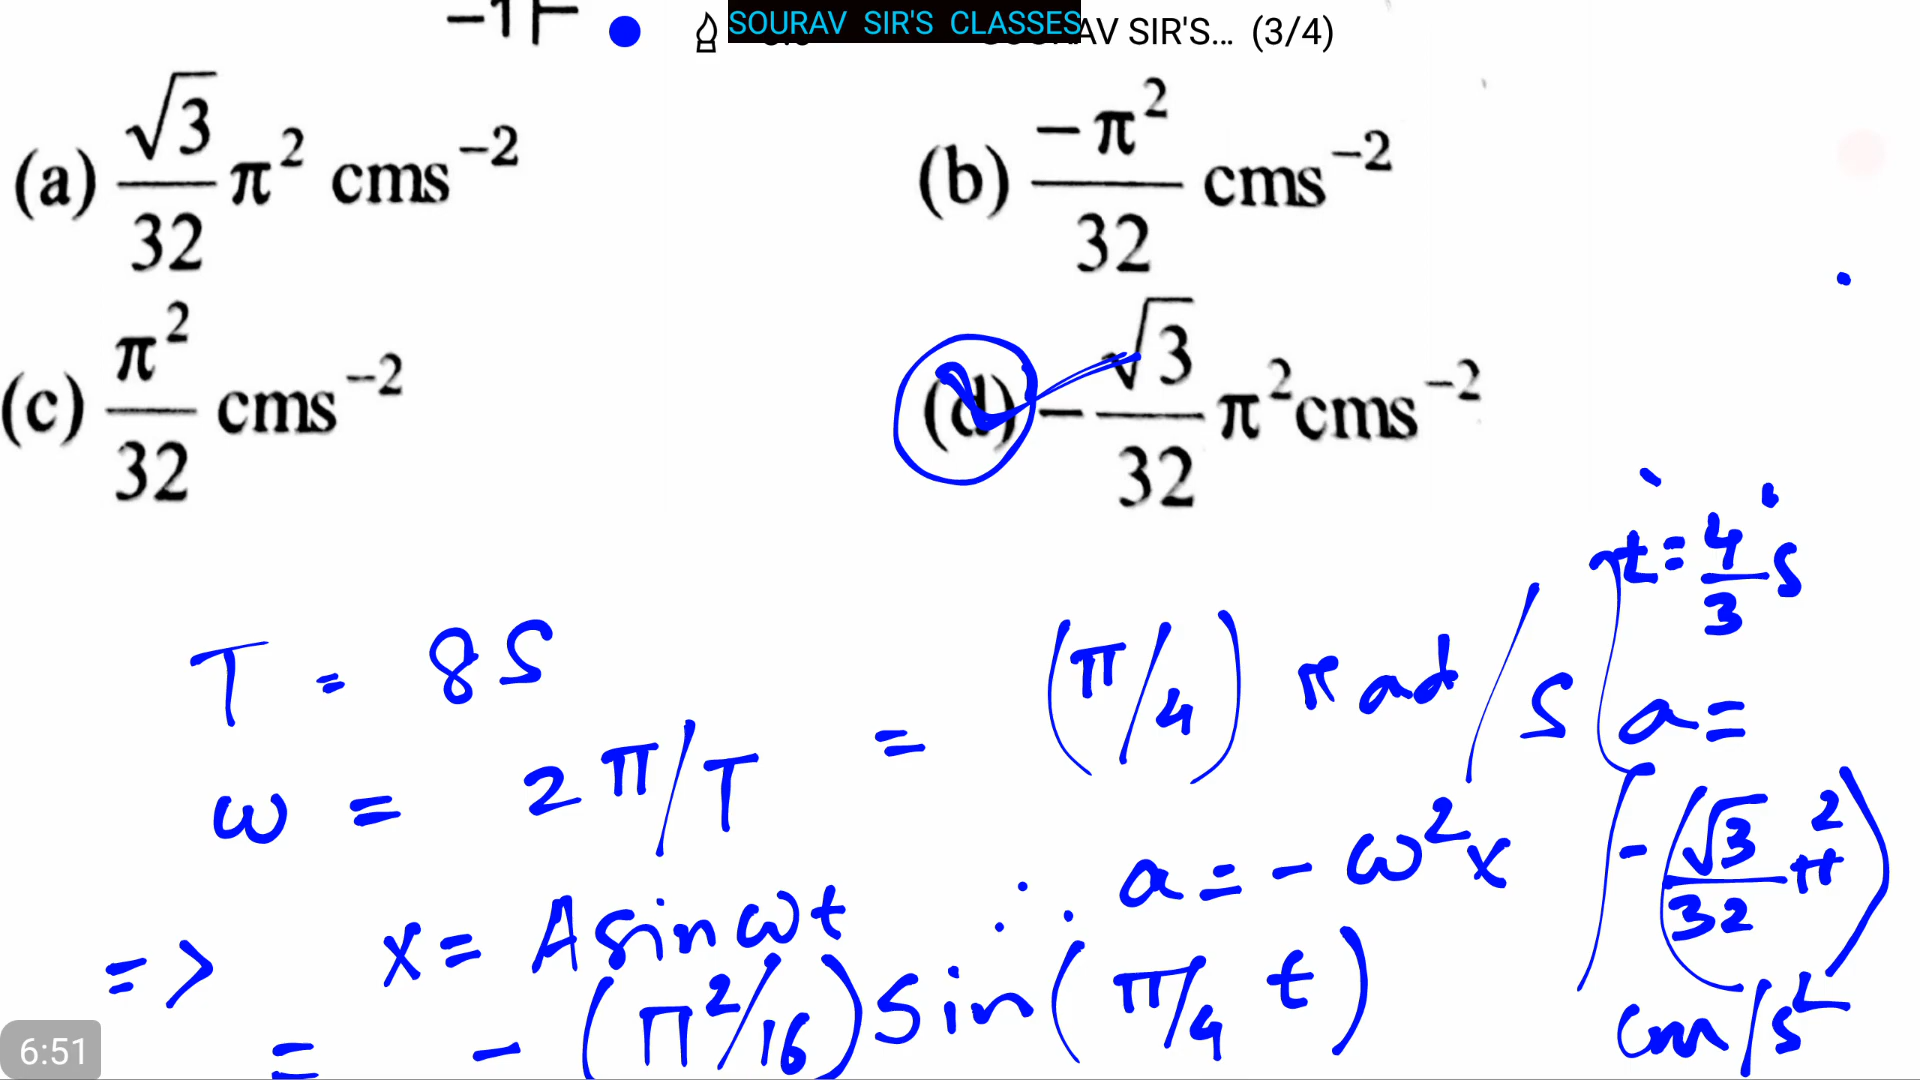 -1
SOURAV SIR'S CLASSES
AV SIR'S... (3/4)
(a) √3/32 π² cms⁻²
(b) -π²/32 cms⁻²
(c) π²/32 cms⁻²
(d) -√3/32 π²cms⁻²
t = 4/3 s
T = 8S
= (π/4) rad/s
a =
ω = 2π/T
-(√3/32 π²)
cm/s²
=> x = A sin ωt
∴ a = -ω²x
= -(π²/16) sin(π/4 t)
6:51